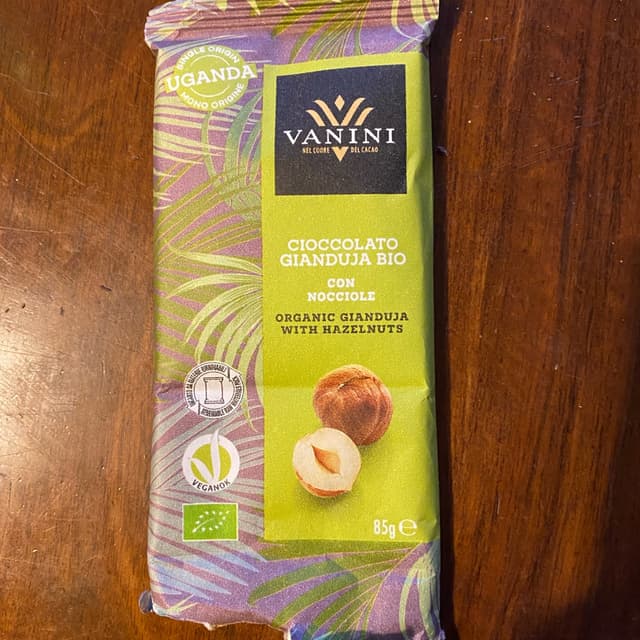 SINGLE ORIGIN
UGANDA
MONO ORIGINE
VANINI
NEL CUORE DEL CACAO
CIOCCOLATO
GIANDUJA BIO
CON
NOCCIOLE
ORGANIC GIANDUJA
WITH HAZELNUTS
VEGANOK
85g ℮